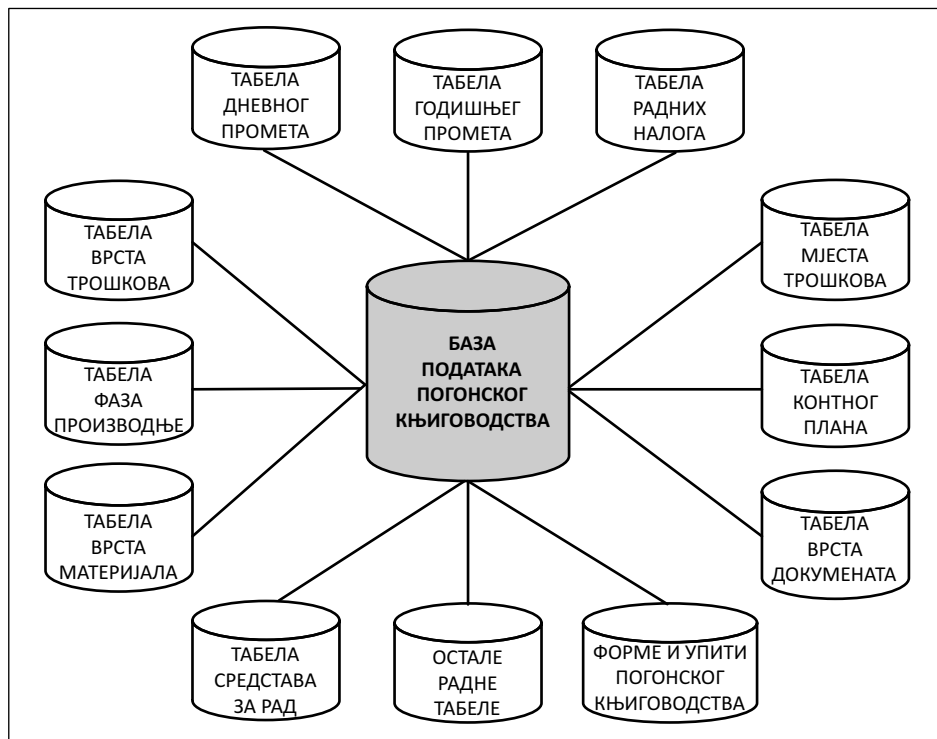 ТАБЕЛА
ДНЕВНОГ
ПРОМЕТА
ТАБЕЛА
ГОДИШЊЕГ
ПРОМЕТА
ТАБЕЛА
РАДНИХ
НАЛОГА
ТАБЕЛА
ВРСТА
ТРОШКОВА
ТАБЕЛА
МЈЕСТА
ТРОШКОВА
БАЗА
ПОДАТАКА
ПОГОНСКОГ
КЊИГОВОДСТВА
ТАБЕЛА
ФАЗА
ПРОИЗВОДЊЕ
ТАБЕЛА
КОНТНОГ
ПЛАНА
ТАБЕЛА
ВРСТА
МАТЕРИЈАЛА
ТАБЕЛА
ВРСТА
ДОКУМЕНАТА
ТАБЕЛА
СРЕДСТАВА
ЗА РАД
ОСТАЛЕ
РАДНЕ
ТАБЕЛЕ
ФОРМЕ И УПИТИ
ПОГОНСКОГ
КЊИГОВОДСТВА